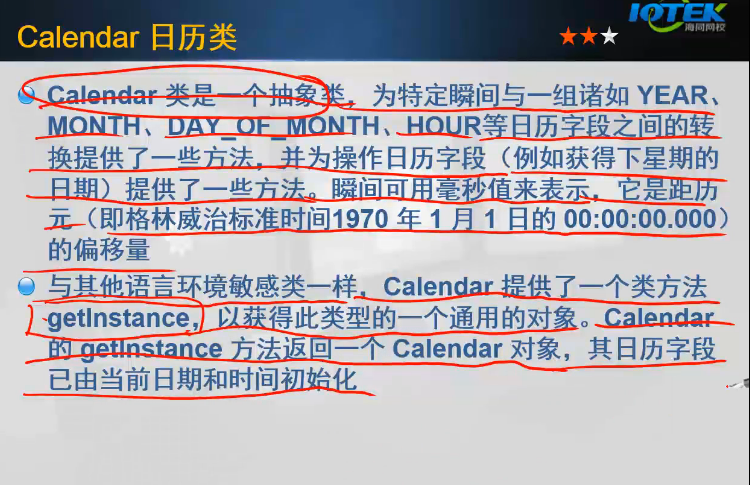 IOTEK
海同网校
Calendar 日历类
Calendar 类是一个抽象类，为特定瞬间与一组诸如 YEAR、
MONTH、DAY_OF_MONTH、HOUR等日历字段之间的转
换提供了一些方法，并为操作日历字段（例如获得下星期的
日期）提供了一些方法。瞬间可用毫秒值来表示，它是距历
元（即格林威治标准时间1970 年 1 月 1 日的 00:00:00.000）
的偏移量
与其他语言环境敏感类一样，Calendar 提供了一个类方法
getInstance，以获得此类型的一个通用的对象。Calendar
的 getInstance 方法返回一个 Calendar 对象，其日历字段
已由当前日期和时间初始化